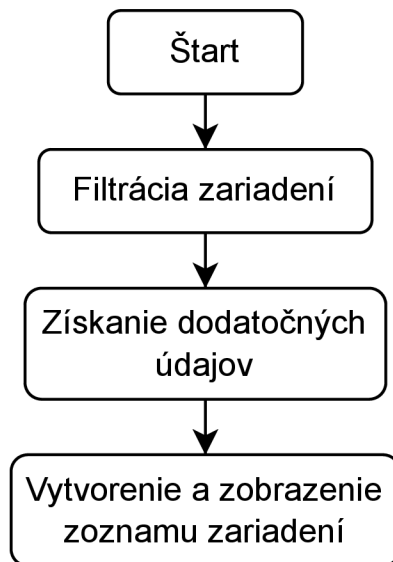 Štart
Filtrácia zariadení
Získanie dodatočných
údajov
Vytvorenie a zobrazenie
zoznamu zariadení